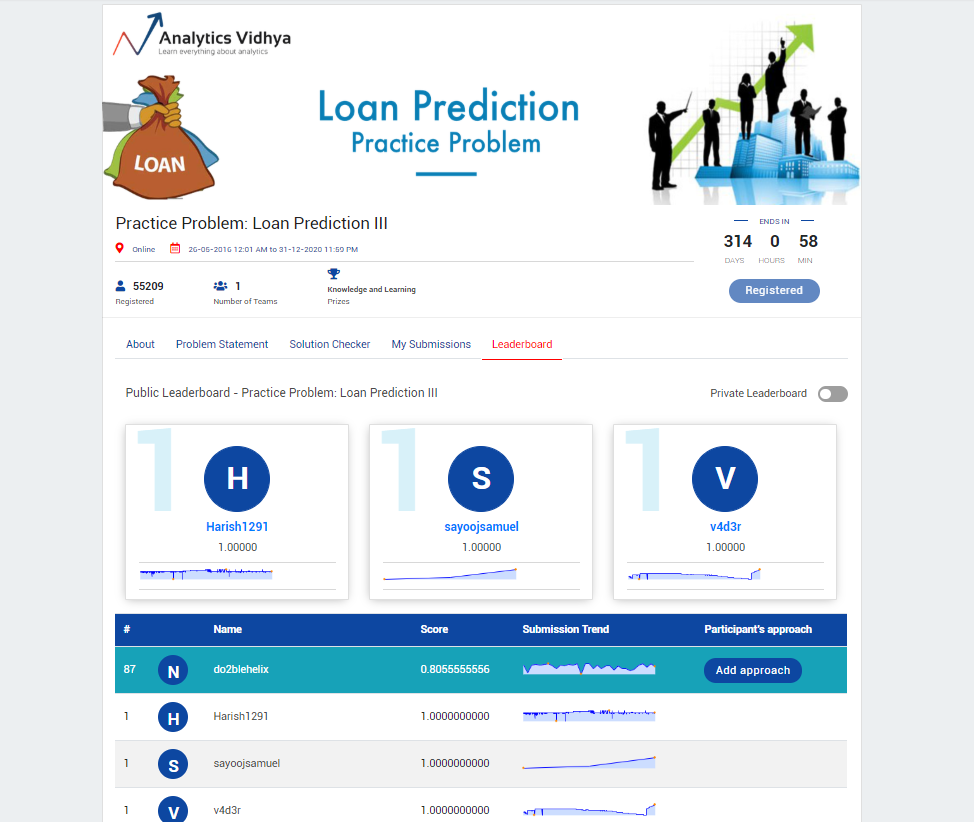 Analytics Vidhya
Learn everything about analytics
LOAN
Loan Prediction
Practice Problem
Practice Problem: Loan Prediction III
Online 26-05-2016 12:01 AM to 31-12-2020 11:59 PM
ENDS IN
314 0 58
DAYS HOURS MIN
55209 1 Knowledge and Learning
Registered Number of Teams Prizes
Registered
About Problem Statement Solution Checker My Submissions Leaderboard
Public Leaderboard - Practice Problem: Loan Prediction III Private Leaderboard
1 1 1
H S V
Harish1291 sayoojsamuel v4d3r
1.00000 1.00000 1.00000
# Name Score Submission Trend Participant's approach
87 N do2blehelix 0.8055555556 Add approach
1 H Harish1291 1.0000000000
1 S sayoojsamuel 1.0000000000
1 V v4d3r 1.0000000000